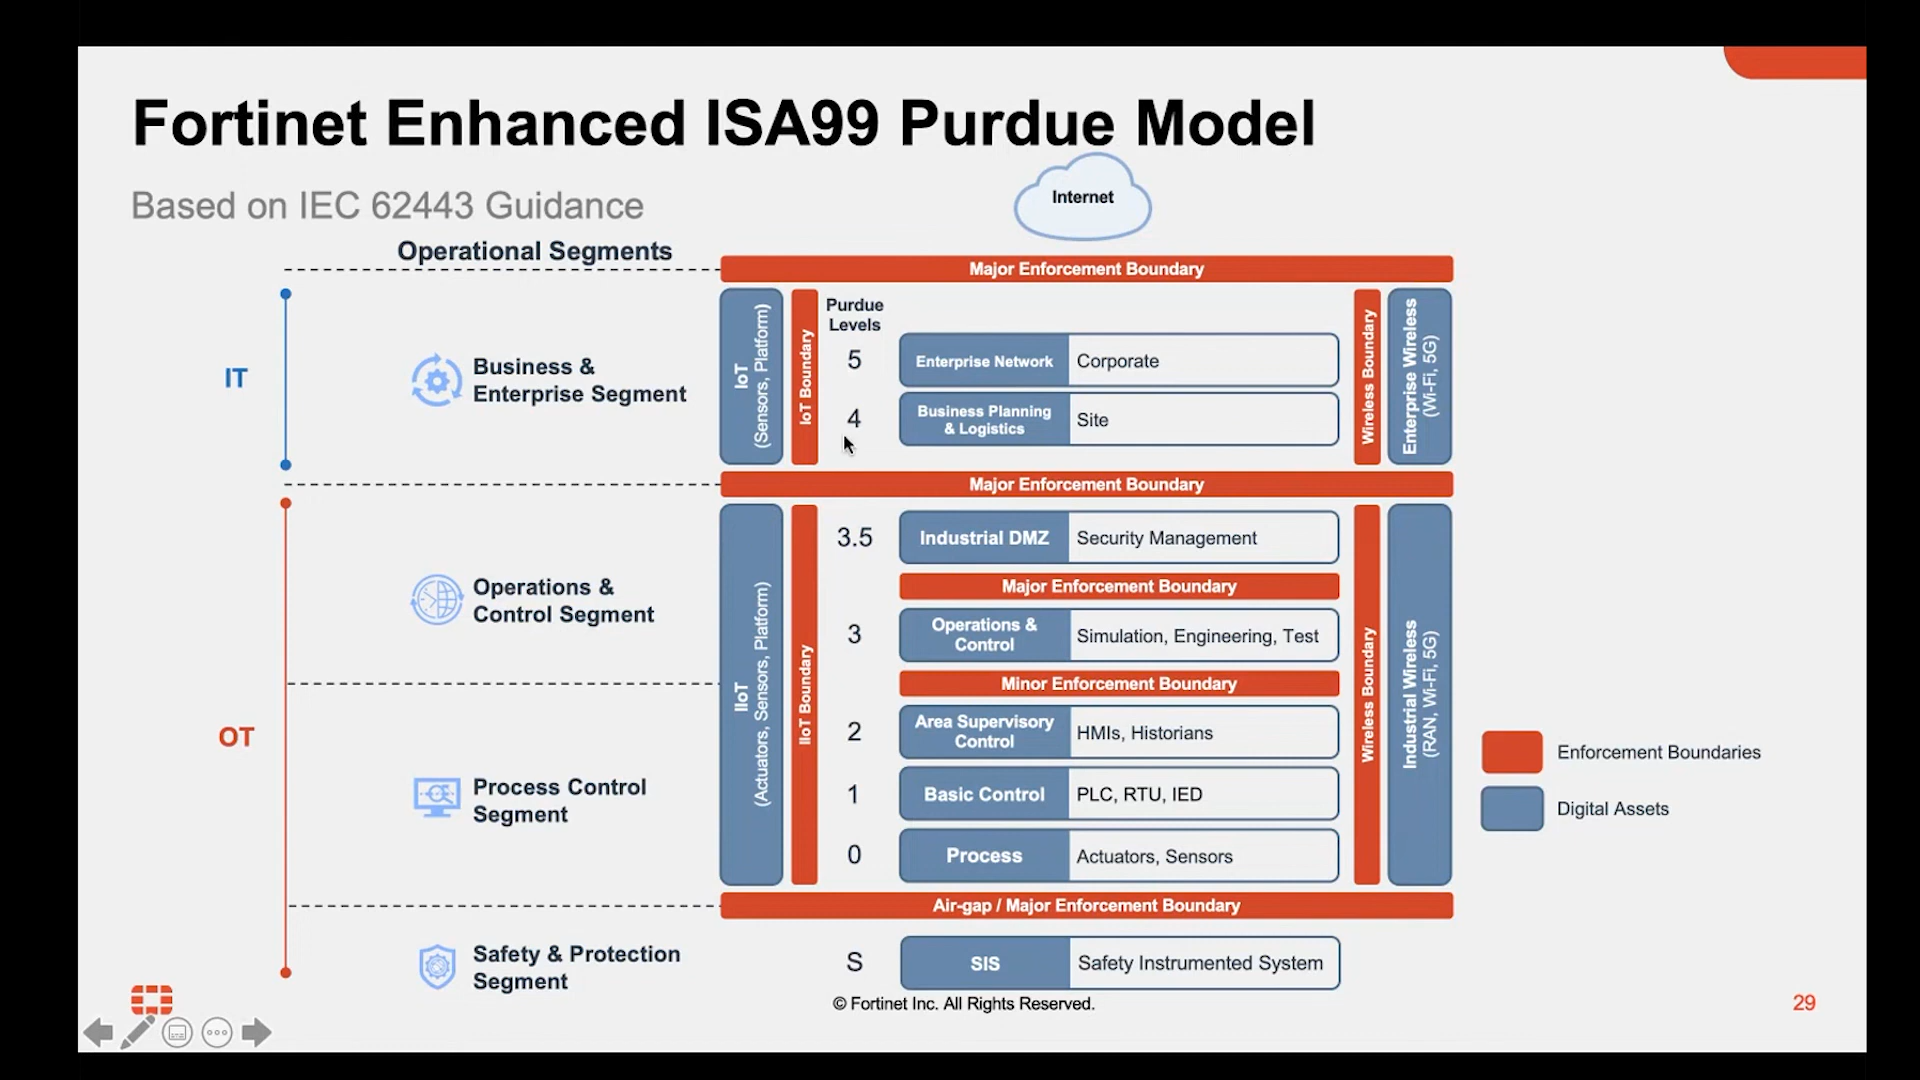 Fortinet Enhanced ISA99 Purdue Model
Based on IEC 62443 Guidance
Internet
Operational Segments
Major Enforcement Boundary
IT
Business &
Enterprise Segment
IoT
(Sensors, Platform)
IoT Boundary
Purdue
Levels
5
Enterprise Network
Corporate
4
Business Planning
& Logistics
Site
Wireless Boundary
Enterprise Wireless
(Wi-Fi, 5G)
Major Enforcement Boundary
OT
Operations &
Control Segment
Process Control
Segment
IIoT
(Actuators, Sensors, Platform)
IIoT Boundary
3.5
Industrial DMZ
Security Management
Major Enforcement Boundary
3
Operations &
Control
Simulation, Engineering, Test
Minor Enforcement Boundary
2
Area Supervisory
Control
HMIs, Historians
1
Basic Control
PLC, RTU, IED
0
Process
Actuators, Sensors
Wireless Boundary
Industrial Wireless
(RAN, Wi-Fi, 5G)
Enforcement Boundaries
Digital Assets
Air-gap / Major Enforcement Boundary
Safety & Protection
Segment
S
SIS
Safety Instrumented System
© Fortinet Inc. All Rights Reserved.
29